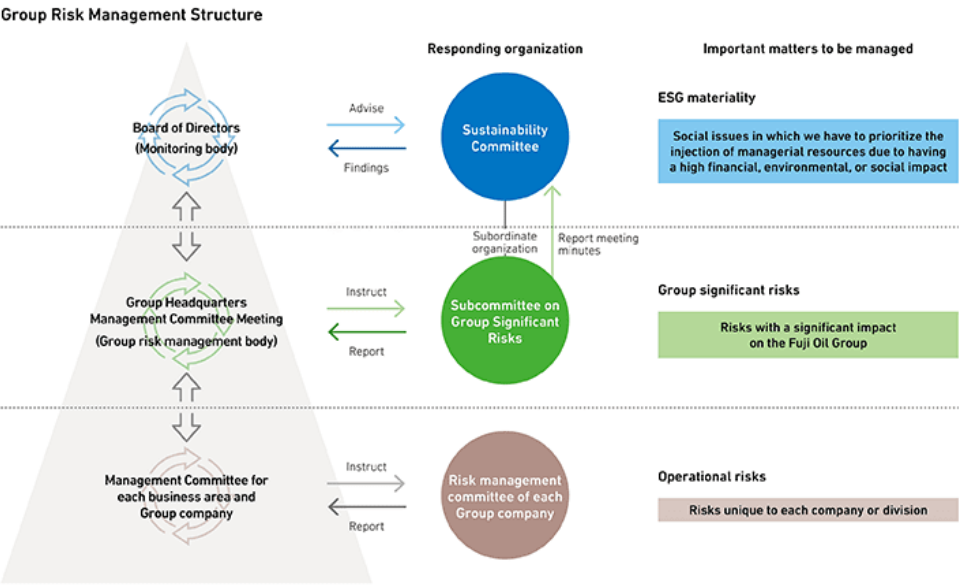 Group Risk Management Structure
Responding organization
Important matters to be managed
Board of Directors
(Monitoring body)
Advise
Findings
Sustainability
Committee
ESG materiality
Social issues in which we have to prioritize the
injection of managerial resources due to having
a high financial, environmental, or social impact
Subordinate
organization
Report meeting
minutes
Group Headquarters
Management Committee Meeting
(Group risk management body)
Instruct
Report
Subcommittee on
Group Significant
Risks
Group significant risks
Risks with a significant impact
on the Fuji Oil Group
Management Committee for
each business area and
Group company
Instruct
Report
Risk management
committee of each
Group company
Operational risks
Risks unique to each company or division